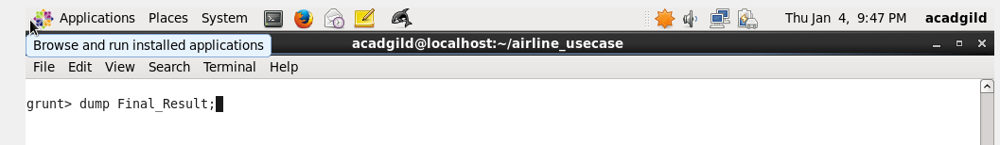 Applications Places System Thu Jan 4, 9:47 PM acadgild
Browse and run installed applications
acadgild@localhost:~/airline_usecase
File Edit View Search Terminal Help
grunt> dump Final_Result;